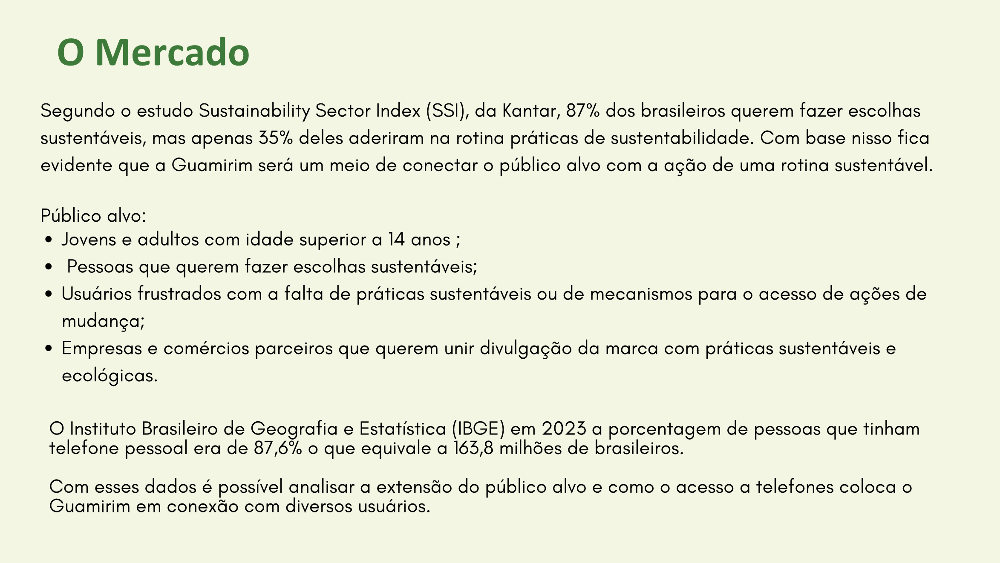 O Mercado
Segundo o estudo Sustainability Sector Index (SSI), da Kantar, 87% dos brasileiros querem fazer escolhas
sustentáveis, mas apenas 35% deles aderiram na rotina práticas de sustentabilidade. Com base nisso fica
evidente que a Guamirim será um meio de conectar o público alvo com a ação de uma rotina sustentável.
Público alvo:
• Jovens e adultos com idade superior a 14 anos ;
• Pessoas que querem fazer escolhas sustentáveis;
• Usuários frustrados com a falta de práticas sustentáveis ou de mecanismos para o acesso de ações de
mudança;
• Empresas e comércios parceiros que querem unir divulgação da marca com práticas sustentáveis e
ecológicas.
O Instituto Brasileiro de Geografia e Estatística (IBGE) em 2023 a porcentagem de pessoas que tinham
telefone pessoal era de 87,6% o que equivale a 163,8 milhões de brasileiros.
Com esses dados é possível analisar a extensão do público alvo e como o acesso a telefones coloca o
Guamirim em conexão com diversos usuários.